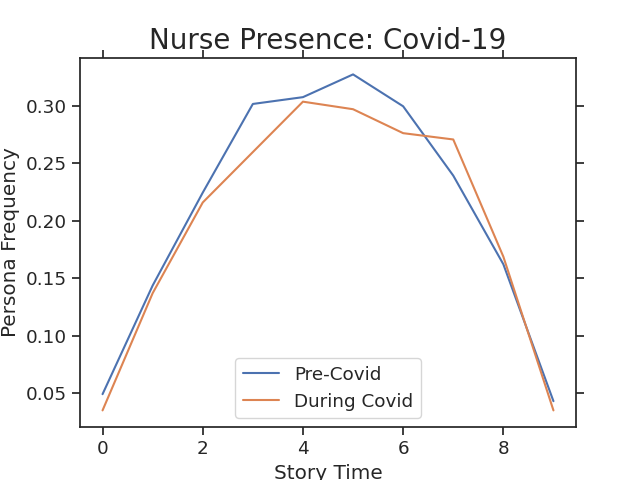 Nurse Presence: Covid-19
Persona Frequency
0.30
0.25
0.20
0.15
0.10
0.05
Pre-Covid
During Covid
0 2 4 6 8
Story Time